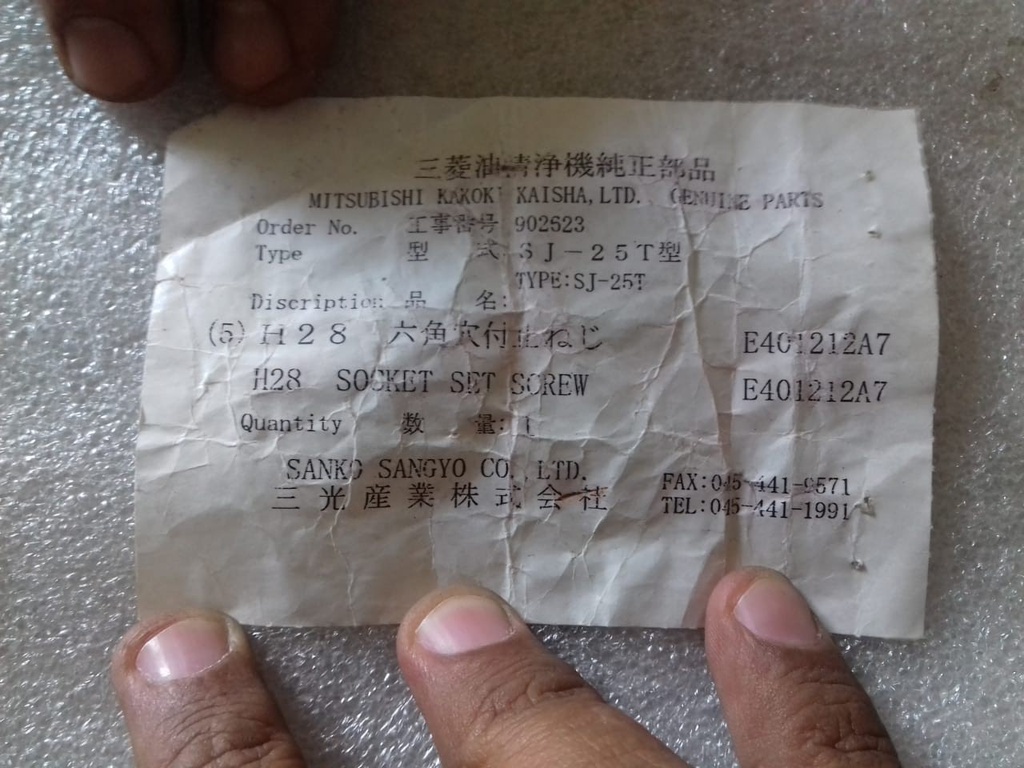 三菱油清浄機純正部品
MITSUBISHI KAKOKI KAISHA, LTD. GENUINE PARTS
Order No. 工事番号 902623
Type 型 式 SJ－25T型
TYPE:SJ-25T
Discription 品 名:
(5) H28 六角穴付止ねじ E401212A7
H28 SOCKET SET SCREW E401212A7
Quantity 数 量: 1
SANKO SANGYO CO., LTD. FAX:045-441-9571
三光産業株式会社 TEL:045-441-1991